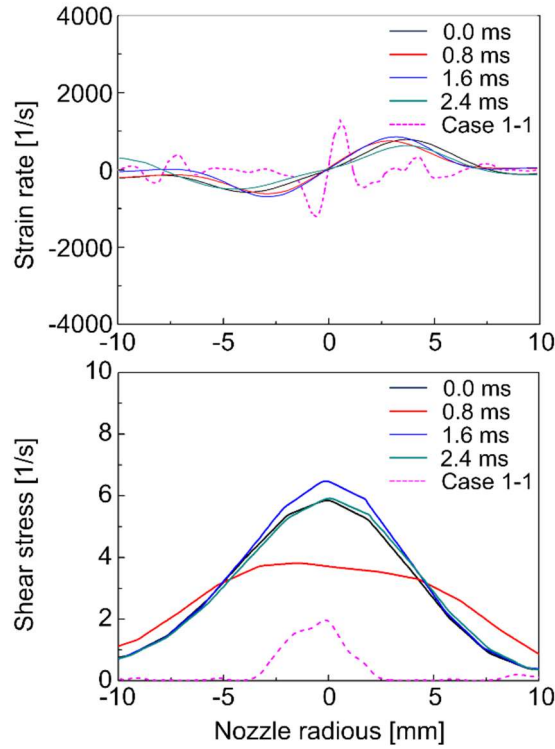 4000
2000
0
-2000
-4000
Strain rate [1/s]
0.0 ms
0.8 ms
1.6 ms
2.4 ms
Case 1-1
-10
-5
0
5
10
10
8
6
4
2
0
Shear stress [1/s]
0.0 ms
0.8 ms
1.6 ms
2.4 ms
Case 1-1
-10
-5
0
5
10
Nozzle radious [mm]